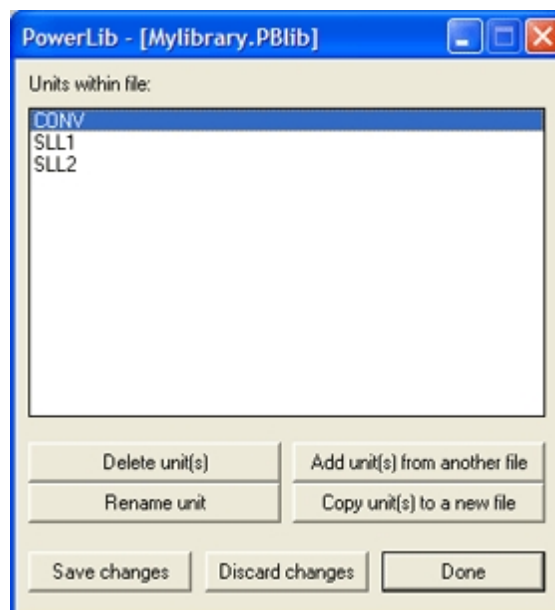 PowerLib - [Mylibrary.PBlib]
Units within file:
CONV
SLL1
SLL2
Delete unit(s)
Add unit(s) from another file
Rename unit
Copy unit(s) to a new file
Save changes
Discard changes
Done